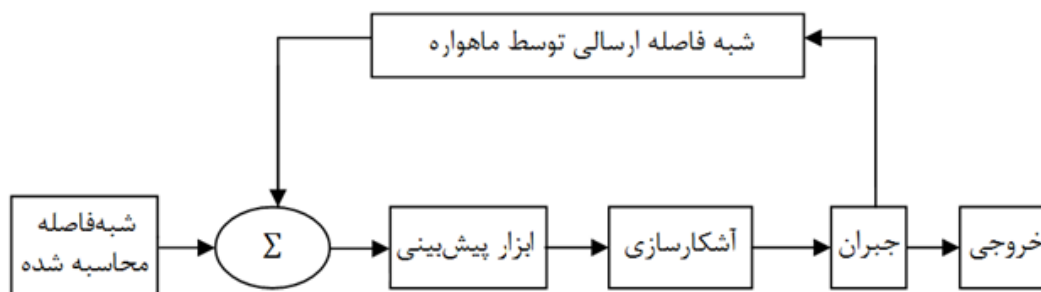 شبه فاصله ارسالی توسط ماهواره
شبه‌فاصله
محاسبه شده
Σ
ابزار پیش‌بینی
آشکارسازی
جبران
خروجی